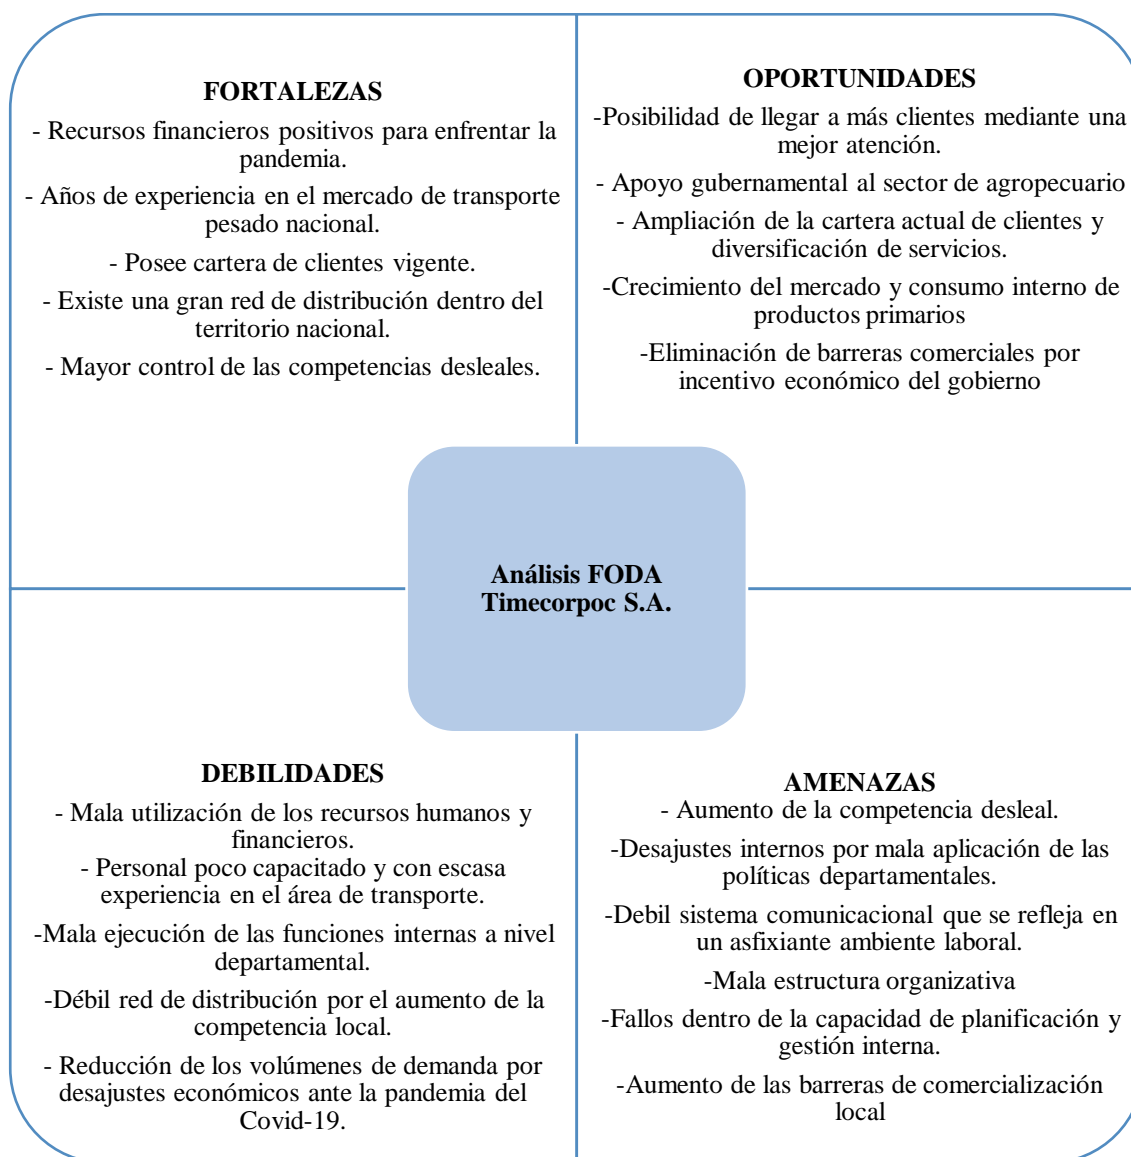 FORTALEZAS
- Recursos financieros positivos para enfrentar la
pandemia.
- Años de experiencia en el mercado de transporte
pesado nacional.
- Posee cartera de clientes vigente.
- Existe una gran red de distribución dentro del
territorio nacional.
- Mayor control de las competencias desleales.
OPORTUNIDADES
-Posibilidad de llegar a más clientes mediante una
mejor atención.
- Apoyo gubernamental al sector de agropecuario
- Ampliación de la cartera actual de clientes y
diversificación de servicios.
-Crecimiento del mercado y consumo interno de
productos primarios
-Eliminación de barreras comerciales por
incentivo económico del gobierno
Análisis FODA
Timecorpoc S.A.
DEBILIDADES
- Mala utilización de los recursos humanos y
financieros.
- Personal poco capacitado y con escasa
experiencia en el área de transporte.
-Mala ejecución de las funciones internas a nivel
departamental.
-Débil red de distribución por el aumento de la
competencia local.
- Reducción de los volúmenes de demanda por
desajustes económicos ante la pandemia del
Covid-19.
AMENAZAS
- Aumento de la competencia desleal.
-Desajustes internos por mala aplicación de las
políticas departamentales.
-Debil sistema comunicacional que se refleja en
un asfixiante ambiente laboral.
-Mala estructura organizativa
-Fallos dentro de la capacidad de planificación y
gestión interna.
-Aumento de las barreras de comercialización
local